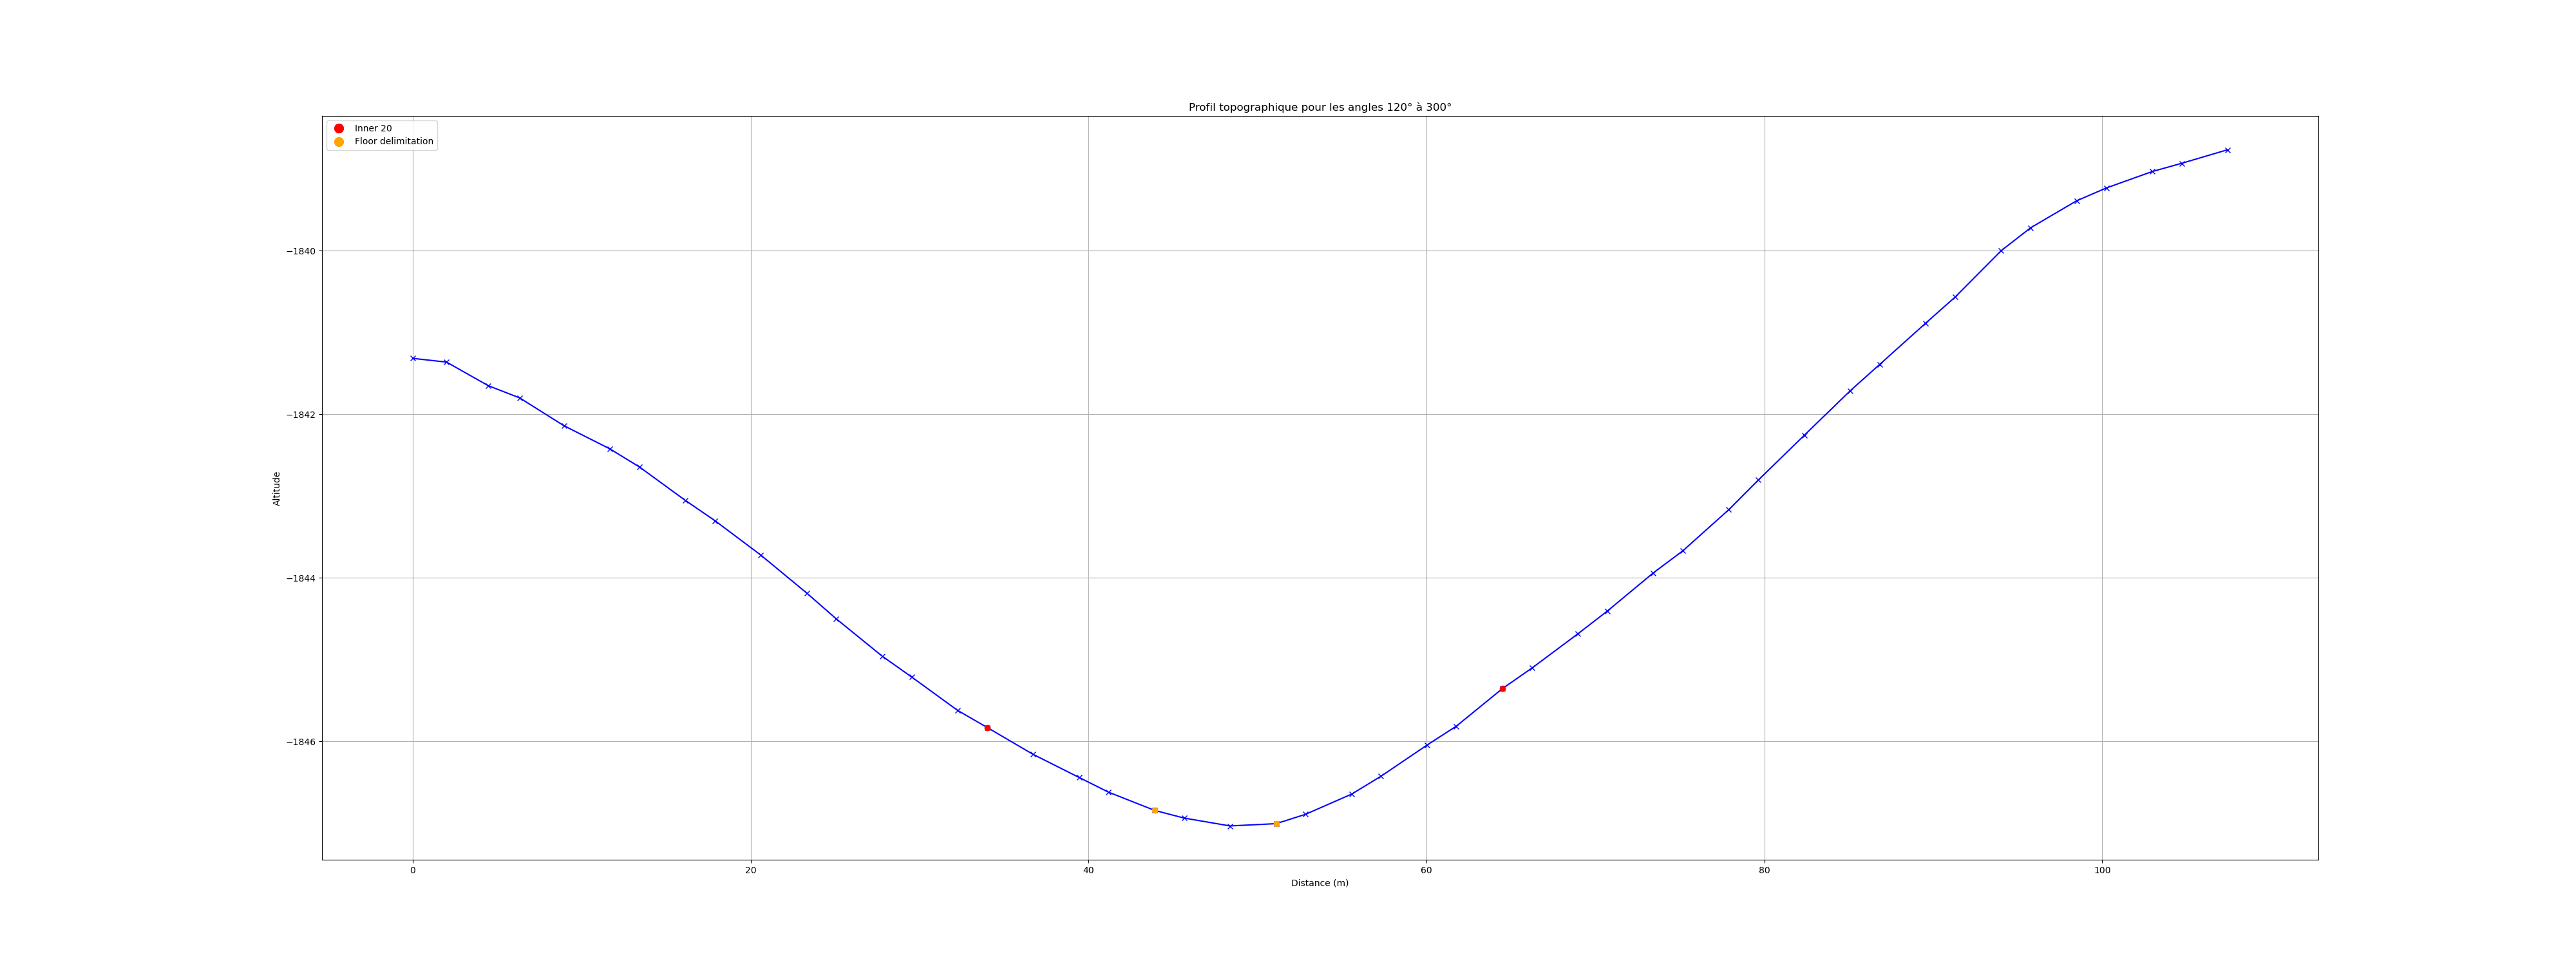 Profil topographique pour les angles 120° à 300°
Inner 20
Floor delimitation
−1840
−1842
−1844
−1846
Altitude
0 20 40 60 80 100
Distance (m)